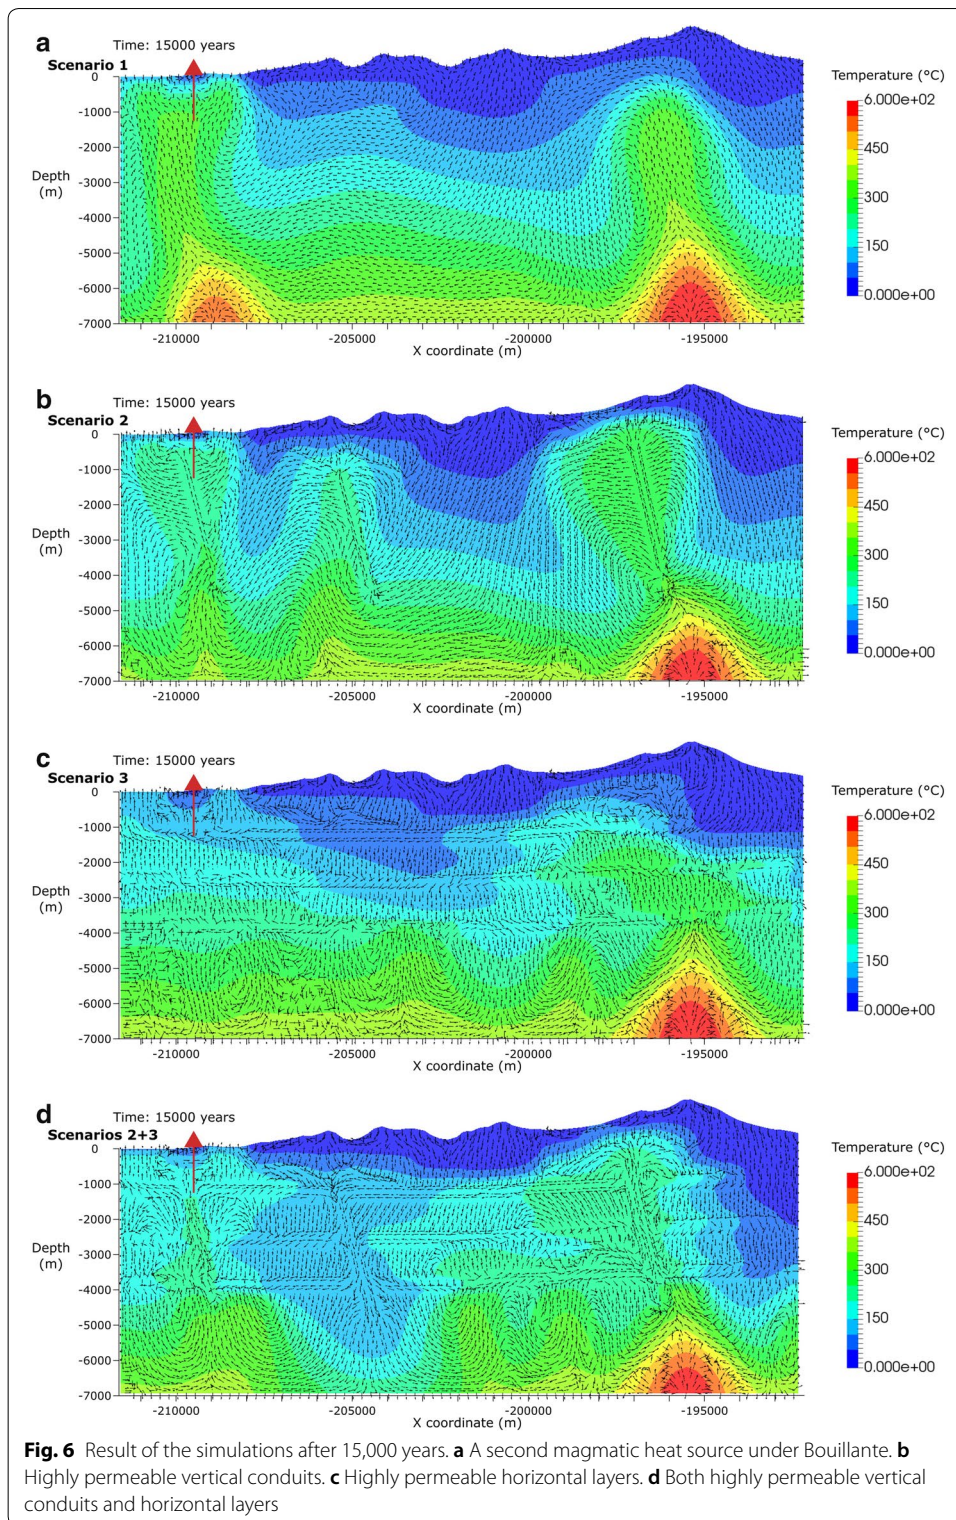 a
Time: 15000 years
Scenario 1
Temperature (°C)
6.000e+02
450
300
150
0.000e+00
Depth
(m)
0
-1000
-2000
-3000
-4000
-5000
-6000
-7000
-210000 -205000 -200000 -195000
X coordinate (m)
b
Time: 15000 years
Scenario 2
Temperature (°C)
6.000e+02
450
300
150
0.000e+00
Depth
(m)
0
-1000
-2000
-3000
-4000
-5000
-6000
-7000
-210000 -205000 -200000 -195000
X coordinate (m)
c
Time: 15000 years
Scenario 3
Temperature (°C)
6.000e+02
450
300
150
0.000e+00
Depth
(m)
0
-1000
-2000
-3000
-4000
-5000
-6000
-7000
-210000 -205000 -200000 -195000
X coordinate (m)
d
Time: 15000 years
Scenarios 2+3
Temperature (°C)
6.000e+02
450
300
150
0.000e+00
Depth
(m)
0
-1000
-2000
-3000
-4000
-5000
-6000
-7000
-210000 -205000 -200000 -195000
X coordinate (m)
Fig. 6 Result of the simulations after 15,000 years. a A second magmatic heat source under Bouillante. b
Highly permeable vertical conduits. c Highly permeable horizontal layers. d Both highly permeable vertical
conduits and horizontal layers